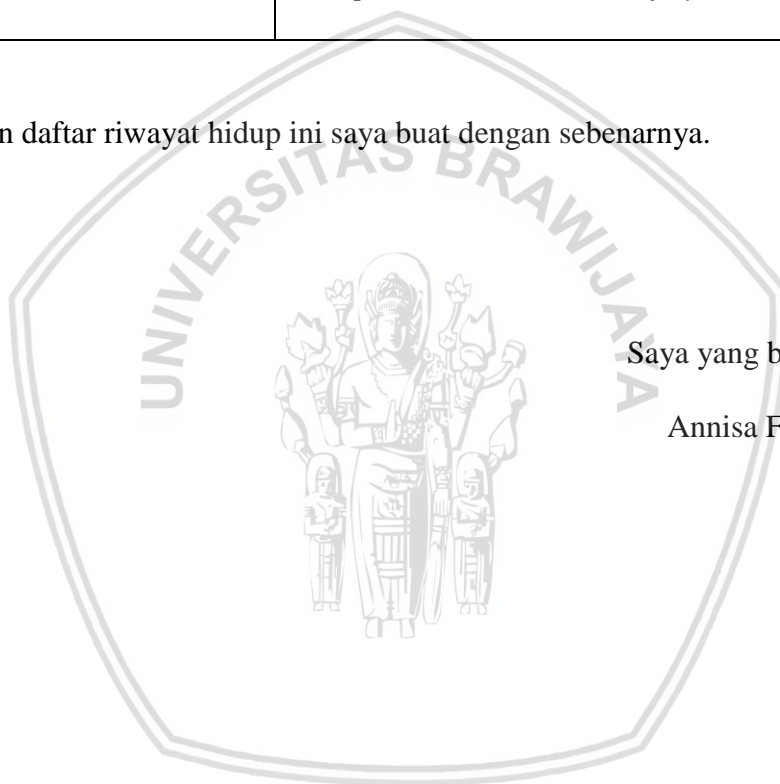 n daftar riwayat hidup ini saya buat dengan sebenarnya.
UNIVERSITAS BRAWIJAYA
Saya yang b
Annisa F